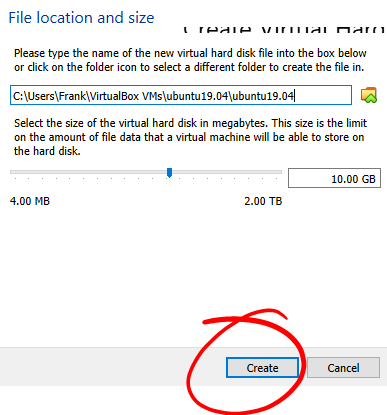 Create Virtual Hard
File location and size
Please type the name of the new virtual hard disk file into the box below
or click on the folder icon to select a different folder to create the file in.
C:\Users\Frank\VirtualBox VMs\ubuntu19.04\ubuntu19.04
Select the size of the virtual hard disk in megabytes. This size is the limit
on the amount of file data that a virtual machine will be able to store on
the hard disk.
10.00 GB
4.00 MB 2.00 TB
Create Cancel